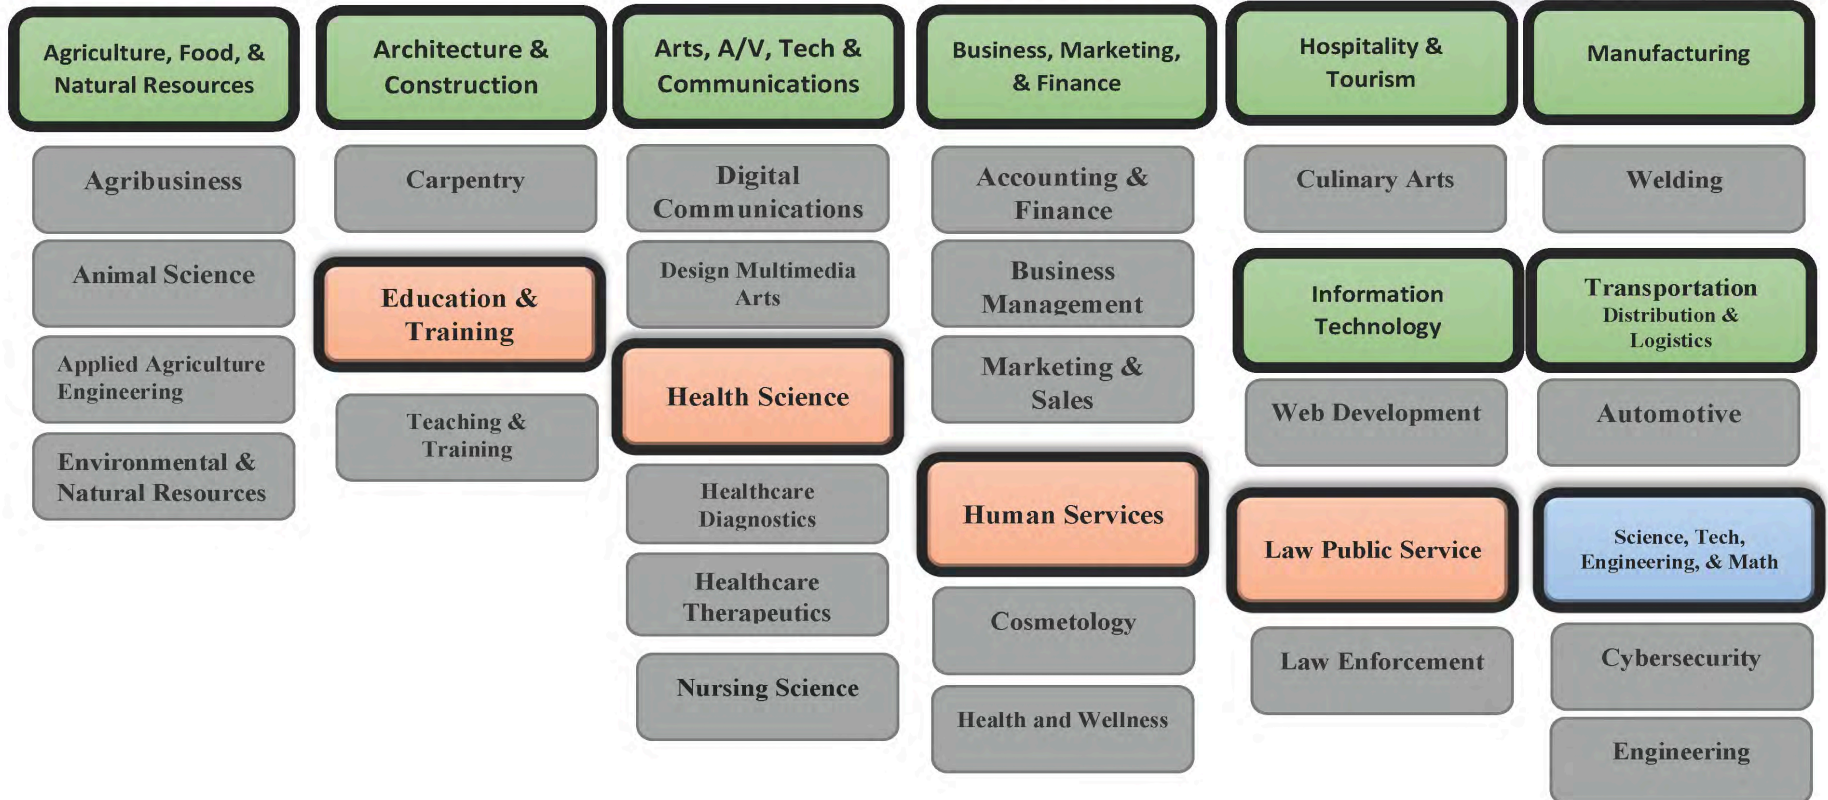 Agriculture, Food, &
Natural Resources
Agribusiness
Animal Science
Applied Agriculture
Engineering
Environmental &
Natural Resources
Architecture &
Construction
Carpentry
Education &
Training
Teaching &
Training
Arts, A/V, Tech &
Communications
Digital
Communications
Design Multimedia
Arts
Health Science
Healthcare
Diagnostics
Healthcare
Therapeutics
Nursing Science
Business, Marketing,
& Finance
Accounting &
Finance
Business
Management
Marketing &
Sales
Human Services
Cosmetology
Health and Wellness
Hospitality &
Tourism
Culinary Arts
Information
Technology
Web Development
Law Public Service
Law Enforcement
Manufacturing
Welding
Transportation
Distribution &
Logistics
Automotive
Science, Tech,
Engineering, & Math
Cybersecurity
Engineering